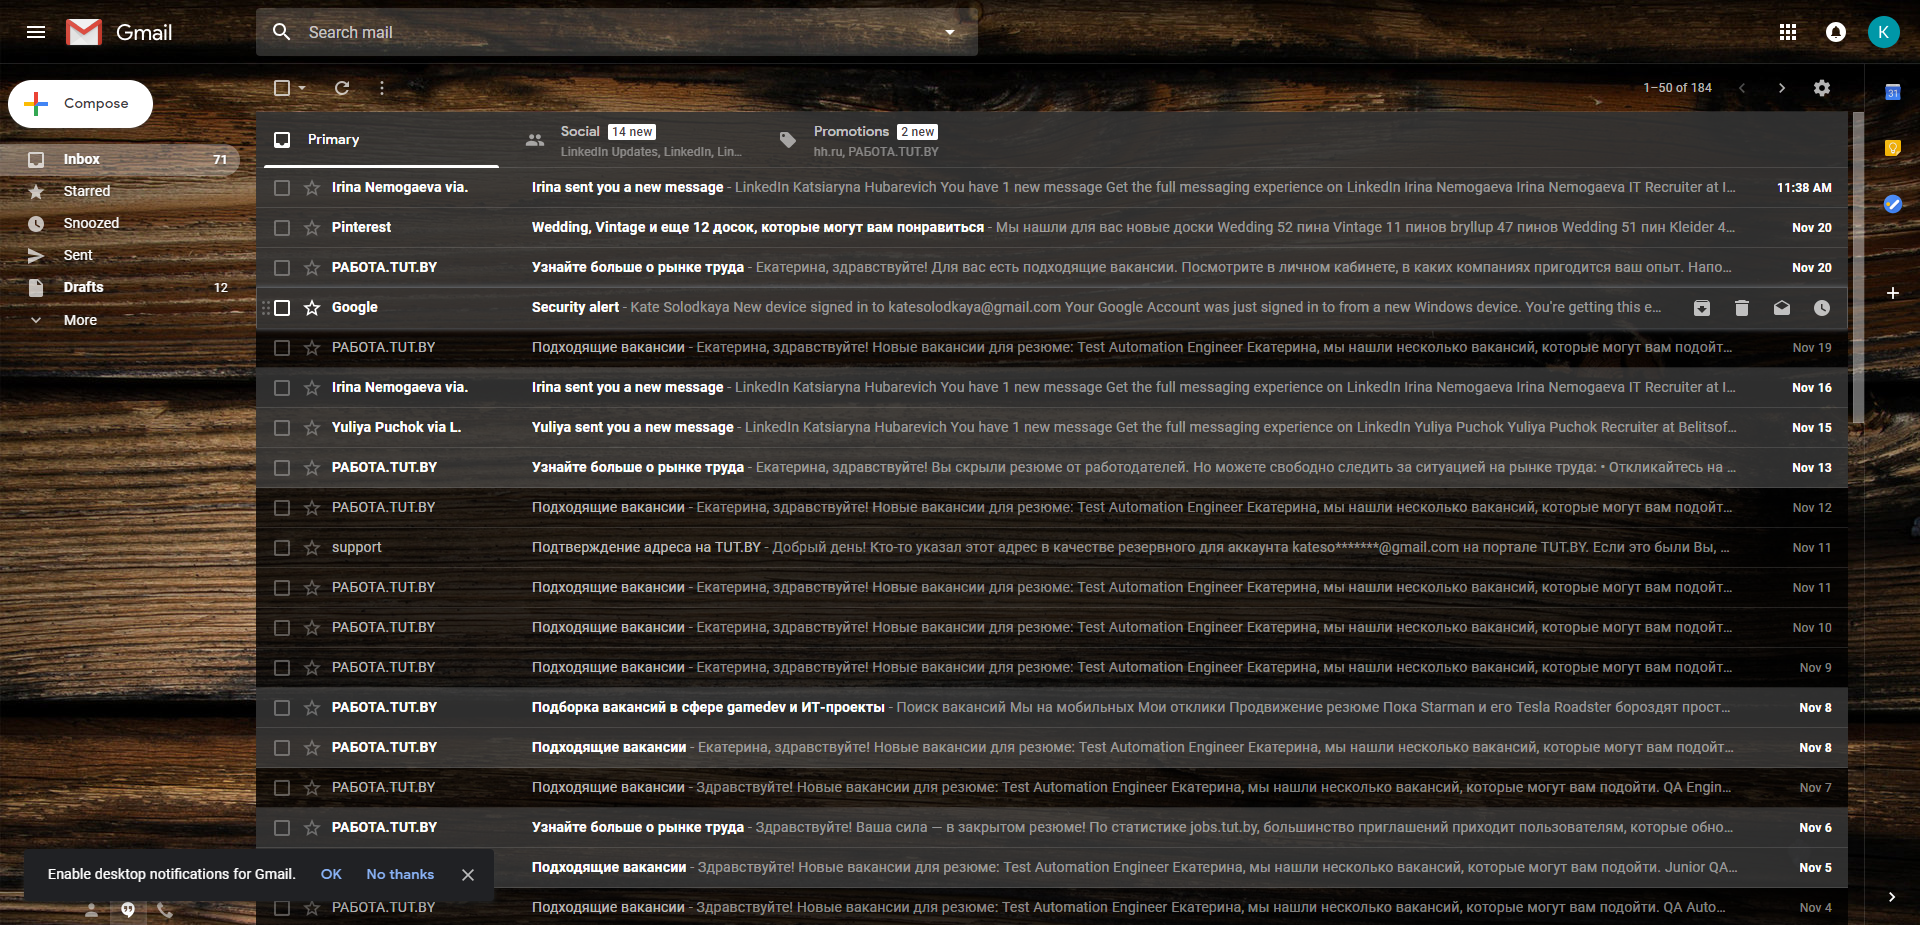 Gmail
Search mail
K
Compose
1–50 of 184
31
Primary
Social 14 new
LinkedIn Updates, LinkedIn, Lin...
Promotions 2 new
hh.ru, РАБОТА.TUT.BY
Inbox 71
Starred
Snoozed
Sent
Drafts 12
More
Irina Nemogaeva via. Irina sent you a new message - LinkedIn Katsiaryna Hubarevich You have 1 new message Get the full messaging experience on LinkedIn Irina Nemogaeva Irina Nemogaeva IT Recruiter at I... 11:38 AM
Pinterest Wedding, Vintage и еще 12 досок, которые могут вам понравиться - Мы нашли для вас новые доски Wedding 52 пина Vintage 11 пинов bryllup 47 пинов Wedding 51 пин Kleider 4... Nov 20
РАБОТА.TUT.BY Узнайте больше о рынке труда - Екатерина, здравствуйте! Для вас есть подходящие вакансии. Посмотрите в личном кабинете, в каких компаниях пригодится ваш опыт. Напо... Nov 20
Google Security alert - Kate Solodkaya New device signed in to katesolodkaya@gmail.com Your Google Account was just signed in to from a new Windows device. You're getting this e...
РАБОТА.TUT.BY Подходящие вакансии - Екатерина, здравствуйте! Новые вакансии для резюме: Test Automation Engineer Екатерина, мы нашли несколько вакансий, которые могут вам подойт... Nov 19
Irina Nemogaeva via. Irina sent you a new message - LinkedIn Katsiaryna Hubarevich You have 1 new message Get the full messaging experience on LinkedIn Irina Nemogaeva Irina Nemogaeva IT Recruiter at I... Nov 16
Yuliya Puchok via L. Yuliya sent you a new message - LinkedIn Katsiaryna Hubarevich You have 1 new message Get the full messaging experience on LinkedIn Yuliya Puchok Yuliya Puchok Recruiter at Belitsof... Nov 15
РАБОТА.TUT.BY Узнайте больше о рынке труда - Екатерина, здравствуйте! Вы скрыли резюме от работодателей. Но можете свободно следить за ситуацией на рынке труда: • Откликайтесь на ... Nov 13
РАБОТА.TUT.BY Подходящие вакансии - Екатерина, здравствуйте! Новые вакансии для резюме: Test Automation Engineer Екатерина, мы нашли несколько вакансий, которые могут вам подойт... Nov 12
support Подтверждение адреса на TUT.BY - Добрый день! Кто-то указал этот адрес в качестве резервного для аккаунта kateso*******@gmail.com на портале TUT.BY. Если это были Вы, ... Nov 11
РАБОТА.TUT.BY Подходящие вакансии - Екатерина, здравствуйте! Новые вакансии для резюме: Test Automation Engineer Екатерина, мы нашли несколько вакансий, которые могут вам подойт... Nov 11
РАБОТА.TUT.BY Подходящие вакансии - Екатерина, здравствуйте! Новые вакансии для резюме: Test Automation Engineer Екатерина, мы нашли несколько вакансий, которые могут вам подойт... Nov 10
РАБОТА.TUT.BY Подходящие вакансии - Екатерина, здравствуйте! Новые вакансии для резюме: Test Automation Engineer Екатерина, мы нашли несколько вакансий, которые могут вам подойт... Nov 9
РАБОТА.TUT.BY Подборка вакансий в сфере gamedev и ИТ-проекты - Поиск вакансий Мы на мобильных Мои отклики Продвижение резюме Пока Starman и его Tesla Roadster бороздят прост... Nov 8
РАБОТА.TUT.BY Подходящие вакансии - Екатерина, здравствуйте! Новые вакансии для резюме: Test Automation Engineer Екатерина, мы нашли несколько вакансий, которые могут вам подойт... Nov 8
РАБОТА.TUT.BY Подходящие вакансии - Здравствуйте! Новые вакансии для резюме: Test Automation Engineer Екатерина, мы нашли несколько вакансий, которые могут вам подойти. QA Engin... Nov 7
РАБОТА.TUT.BY Узнайте больше о рынке труда - Здравствуйте! Ваша сила — в закрытом резюме! По статистике jobs.tut.by, большинство приглашений приходит пользователям, которые обно... Nov 6
Подходящие вакансии - Здравствуйте! Новые вакансии для резюме: Test Automation Engineer Екатерина, мы нашли несколько вакансий, которые могут вам подойти. Junior QA... Nov 5
РАБОТА.TUT.BY Подходящие вакансии - Здравствуйте! Новые вакансии для резюме: Test Automation Engineer Екатерина, мы нашли несколько вакансий, которые могут вам подойти. QA Auto... Nov 4
Enable desktop notifications for Gmail. OK No thanks